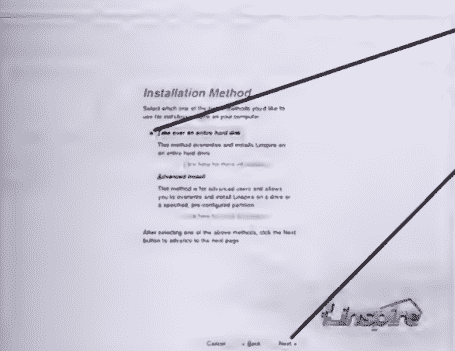 Installation Method
Select which one of the methods you'd like to
use for on your computer
Take over an entire hard disk
This method overwrites and installs Linspire on
an entire hard drive
Advanced Install
This method is for advanced users and allows
you to overwrite and install Linspire on a drive or
a specified, pre-configured partition
After selecting one of the above methods, click the Next
button to advance to the next page
Linspire
Cancel « Back Next »